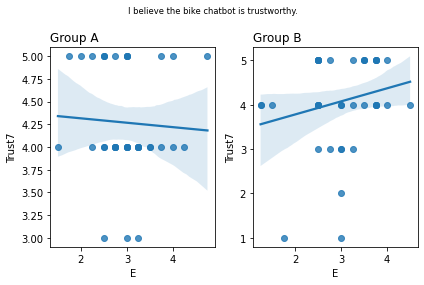 I believe the bike chatbot is trustworthy.
Group A
Group B
5.00
4.75
4.50
4.25
4.00
3.75
3.50
3.25
3.00
Trust7
2 3 4
E
5
4
3
2
1
Trust7
2 3 4
E